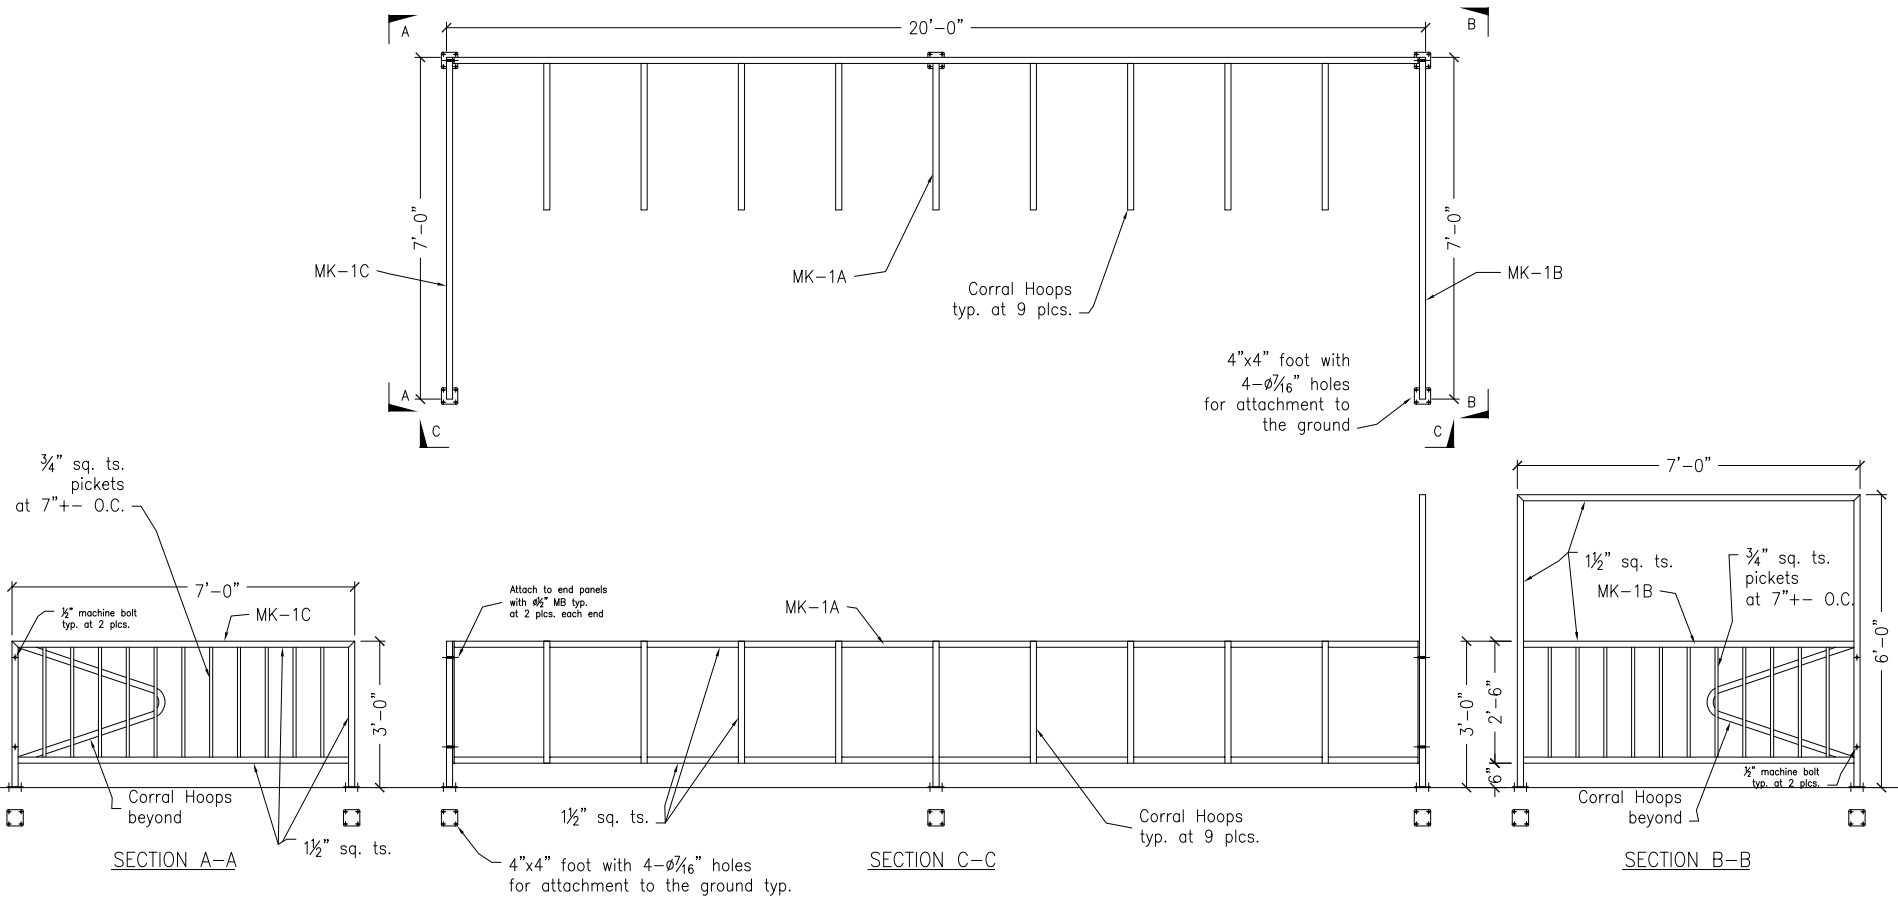 A
20'-0"
B
7'-0"
7'-0"
MK-1C
MK-1A
Corral Hoops
typ. at 9 plcs.
MK-1B
4"x4" foot with
4-ø7/16" holes
for attachment to
the ground
A
B
C
C
3/4" sq. ts.
pickets
at 7"+- O.C.
7'-0"
1/2" machine bolt
typ. at 2 plcs.
MK-1C
3'-0"
Corral Hoops
beyond
1 1/2" sq. ts.
SECTION A-A
Attach to end panels
with ø1/2" MB typ.
at 2 plcs. each end
MK-1A
1 1/2" sq. ts.
Corral Hoops
typ. at 9 plcs.
4"x4" foot with 4-ø7/16" holes
for attachment to the ground typ.
SECTION C-C
3'-0"
2'-6"
6"
7'-0"
1 1/2" sq. ts.
MK-1B
3/4" sq. ts.
pickets
at 7"+- O.C.
6'-0"
1/2" machine bolt
typ. at 2 plcs.
Corral Hoops
beyond
SECTION B-B